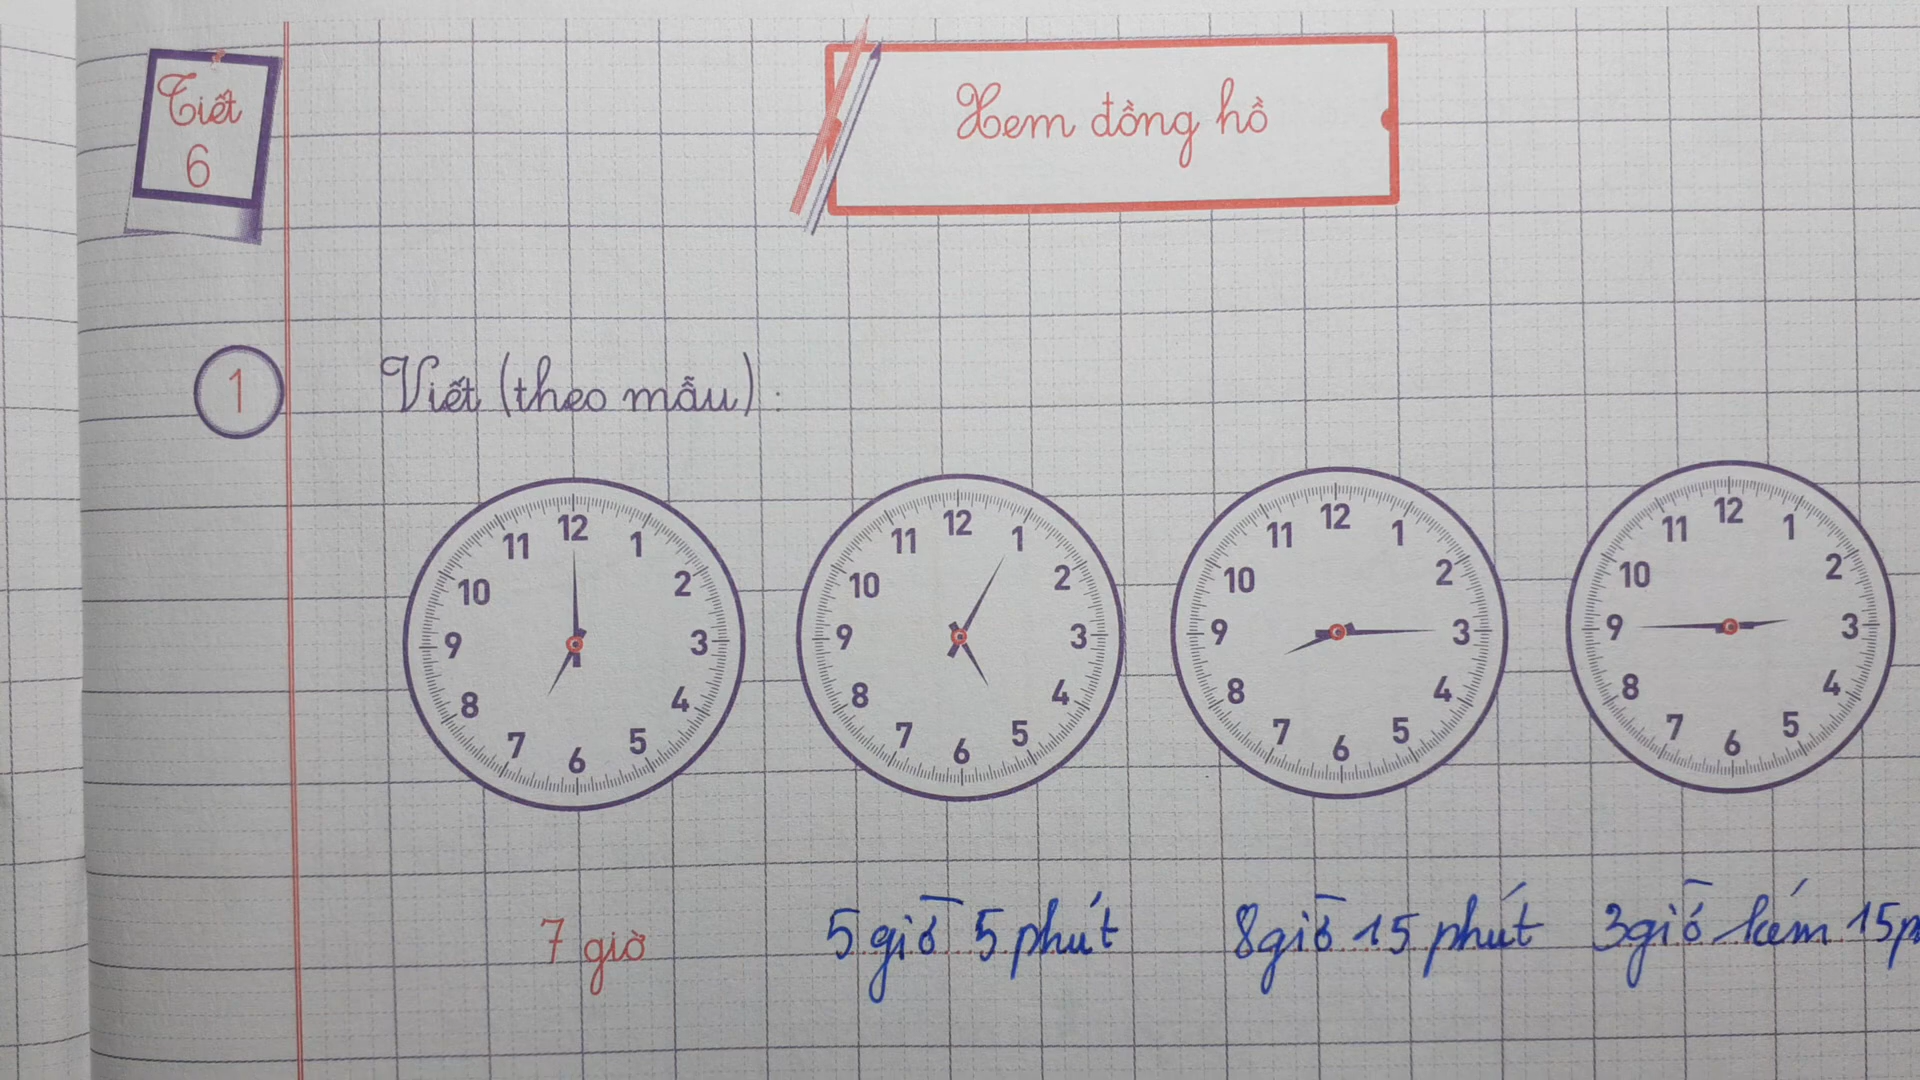 Tiết
6
Xem đồng hồ
1
Viết (theo mẫu) :
12 1 2 3 4 5 6 7 8 9 10 11
12 1 2 3 4 5 6 7 8 9 10 11
12 1 2 3 4 5 6 7 8 9 10 11
12 1 2 3 4 5 6 7 8 9 10 11
7 giờ
5 giờ 5 phút
8 giờ 15 phút
3 giờ kém 15 p